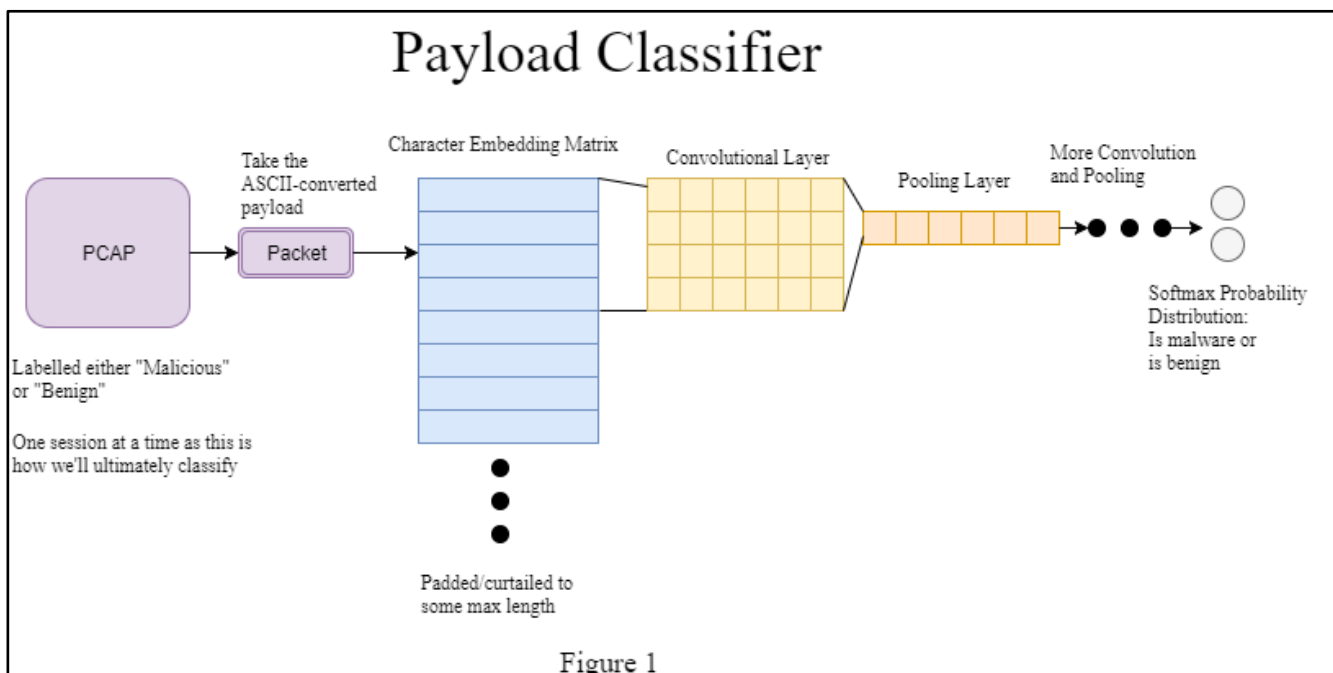 Payload Classifier
Character Embedding Matrix
Take the
ASCII-converted
payload
Convolutional Layer
More Convolution
and Pooling
Pooling Layer
PCAP
Packet
Softmax Probability
Distribution:
Is malware or
is benign
Labelled either "Malicious"
or "Benign"
One session at a time as this is
how we'll ultimately classify
Padded/curtailed to
some max length
Figure 1